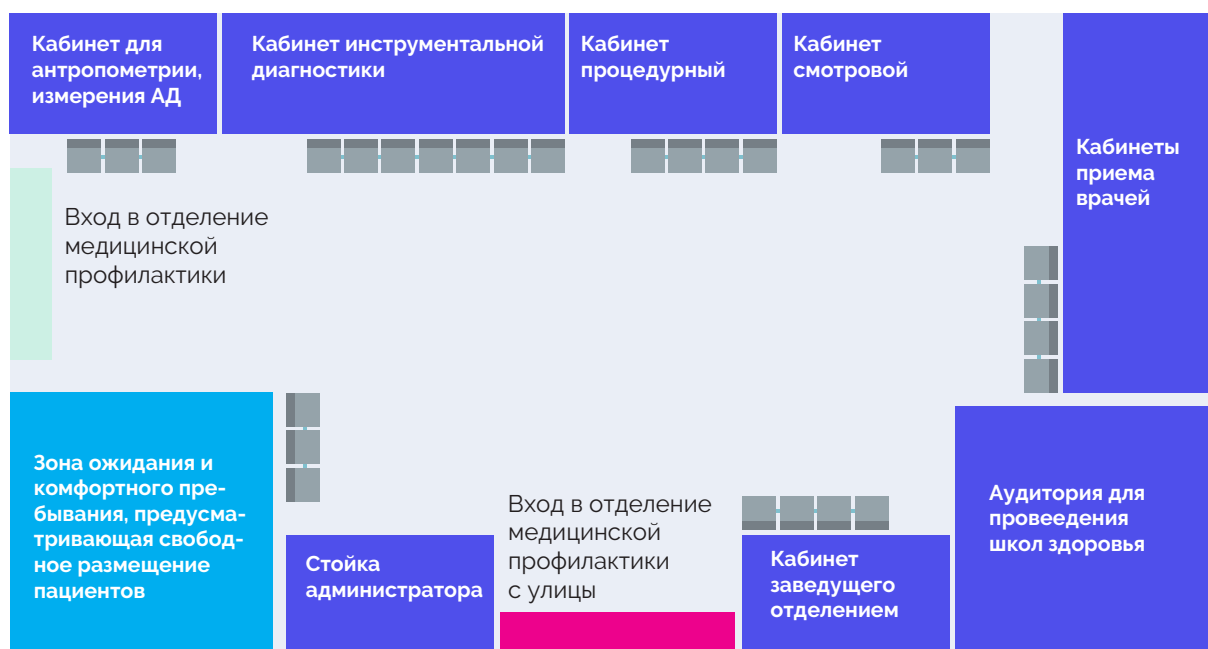 Кабинет для
антропометрии,
измерения АД
Кабинет инструментальной
диагностики
Кабинет
процедурный
Кабинет
смотровой
Кабинеты
приема
врачей
Вход в отделение
медицинской
профилактики
Зона ожидания и
комфортного пре-
бывания, предусма-
тривающая свобод-
ное размещение
пациентов
Стойка
администратора
Вход в отделение
медицинской
профилактики
с улицы
Кабинет
заведущего
отделением
Аудитория для
провеедения
школ здоровья